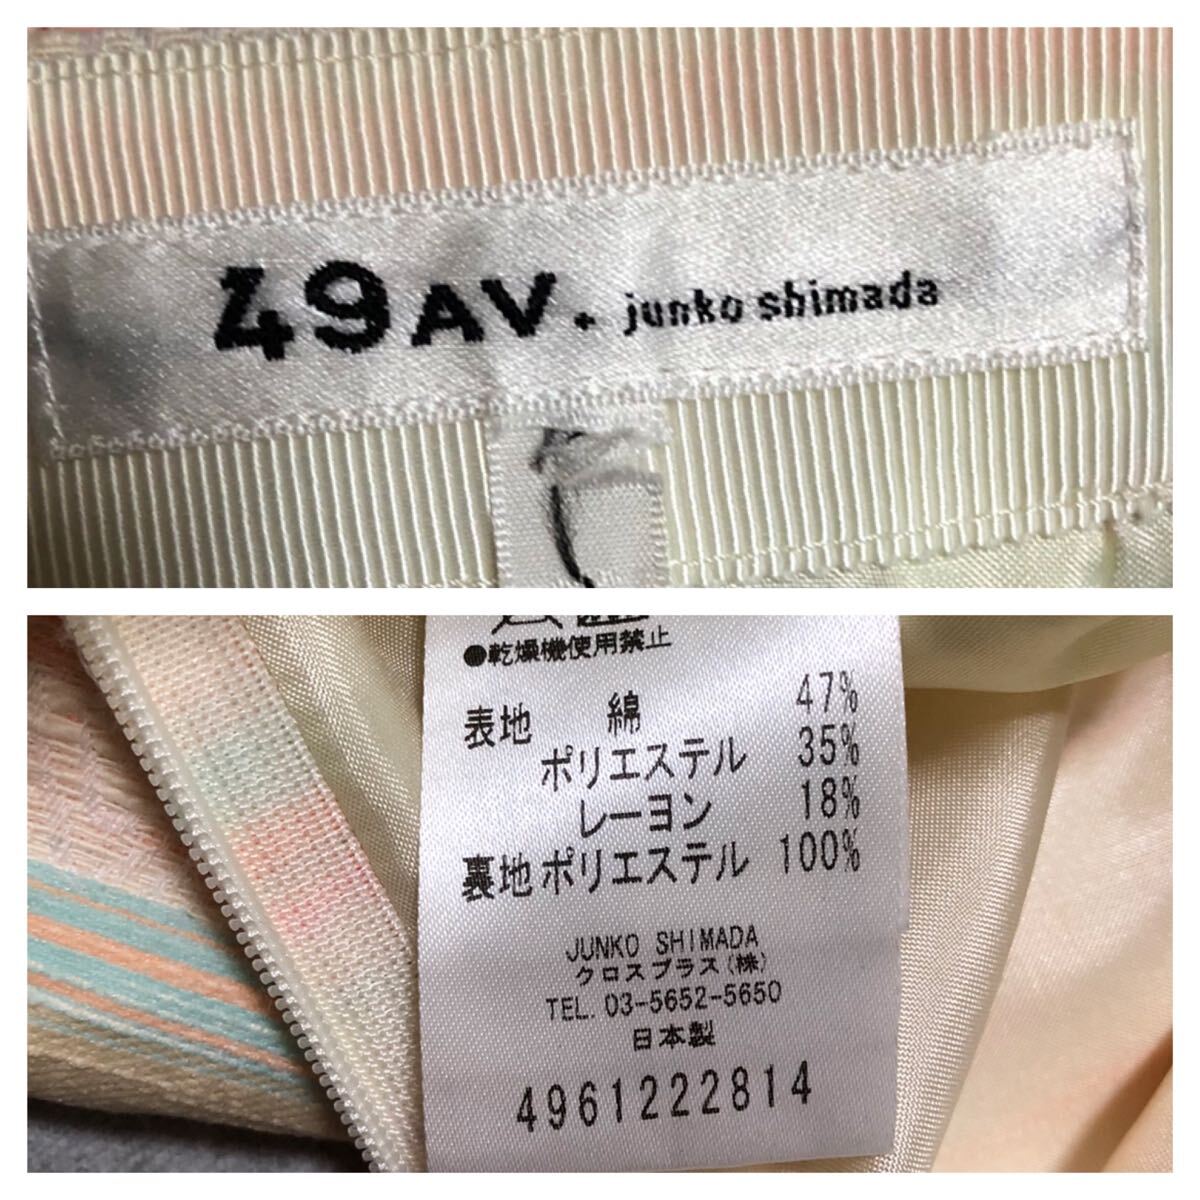 49AV. junko shimada
●乾燥機使用禁止
表地 綿 47%
ポリエステル 35%
レーヨン 18%
裏地 ポリエステル 100%
JUNKO SHIMADA
クロスプラス(株)
TEL. 03-5652-5650
日本製
4961222814